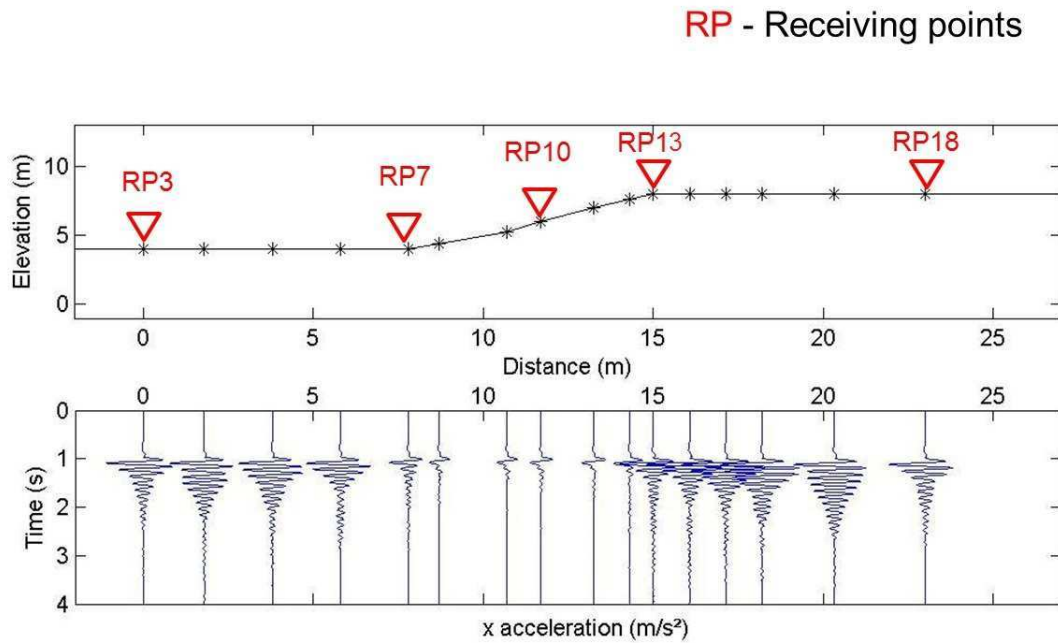 RP - Receiving points
RP3
RP7
RP10
RP13
RP18
Elevation (m)
10
5
0
0 5 10 15 20 25
Distance (m)
0 5 10 15 20 25
Time (s)
0
1
2
3
4
x acceleration (m/s²)